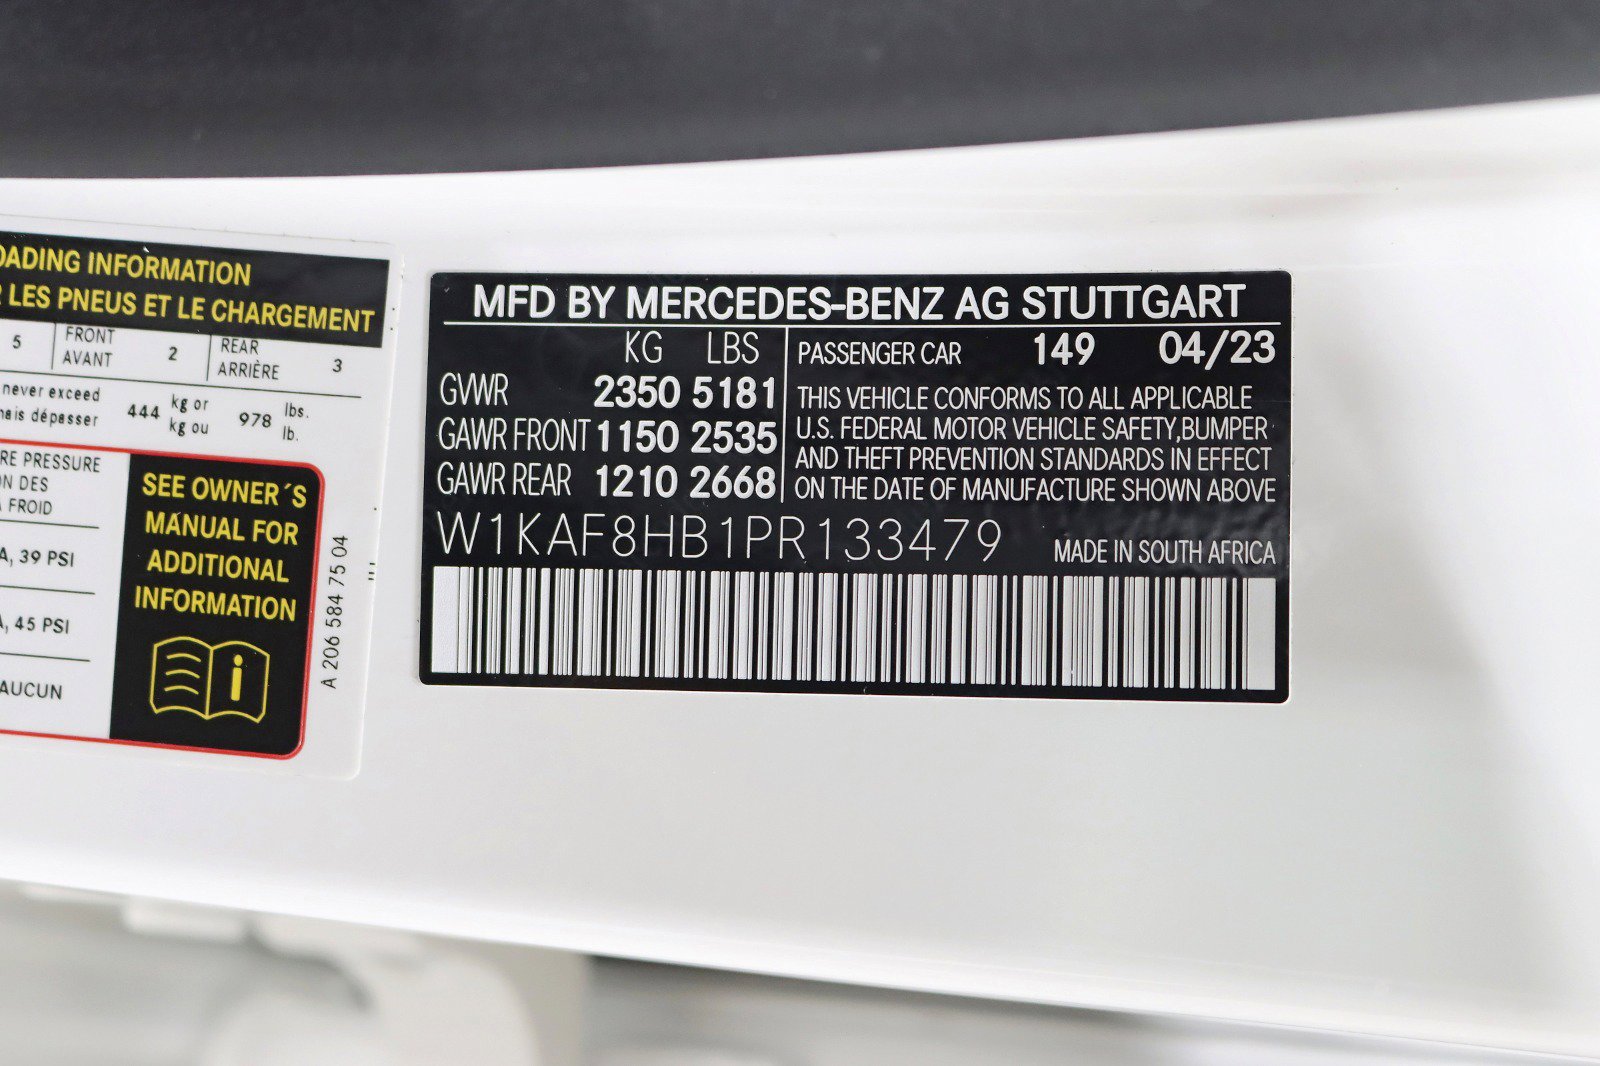 OADING INFORMATION
LES PNEUS ET LE CHARGEMENT
5 FRONT AVANT 2 REAR ARRIÈRE 3
never exceed
dépasser 444 kg or kg ou 978 lbs. lb.
PRESSURE
DES
FROID
, 39 PSI
, 45 PSI
AUCUN
SEE OWNER´S
MANUAL FOR
ADDITIONAL
INFORMATION
A 206 584 75 04
MFD BY MERCEDES-BENZ AG STUTTGART
KG LBS
GVWR 2350 5181
GAWR FRONT 1150 2535
GAWR REAR 1210 2668
PASSENGER CAR 149 04/23
THIS VEHICLE CONFORMS TO ALL APPLICABLE
U.S. FEDERAL MOTOR VEHICLE SAFETY,BUMPER
AND THEFT PREVENTION STANDARDS IN EFFECT
ON THE DATE OF MANUFACTURE SHOWN ABOVE
W1KAF8HB1PR133479
MADE IN SOUTH AFRICA